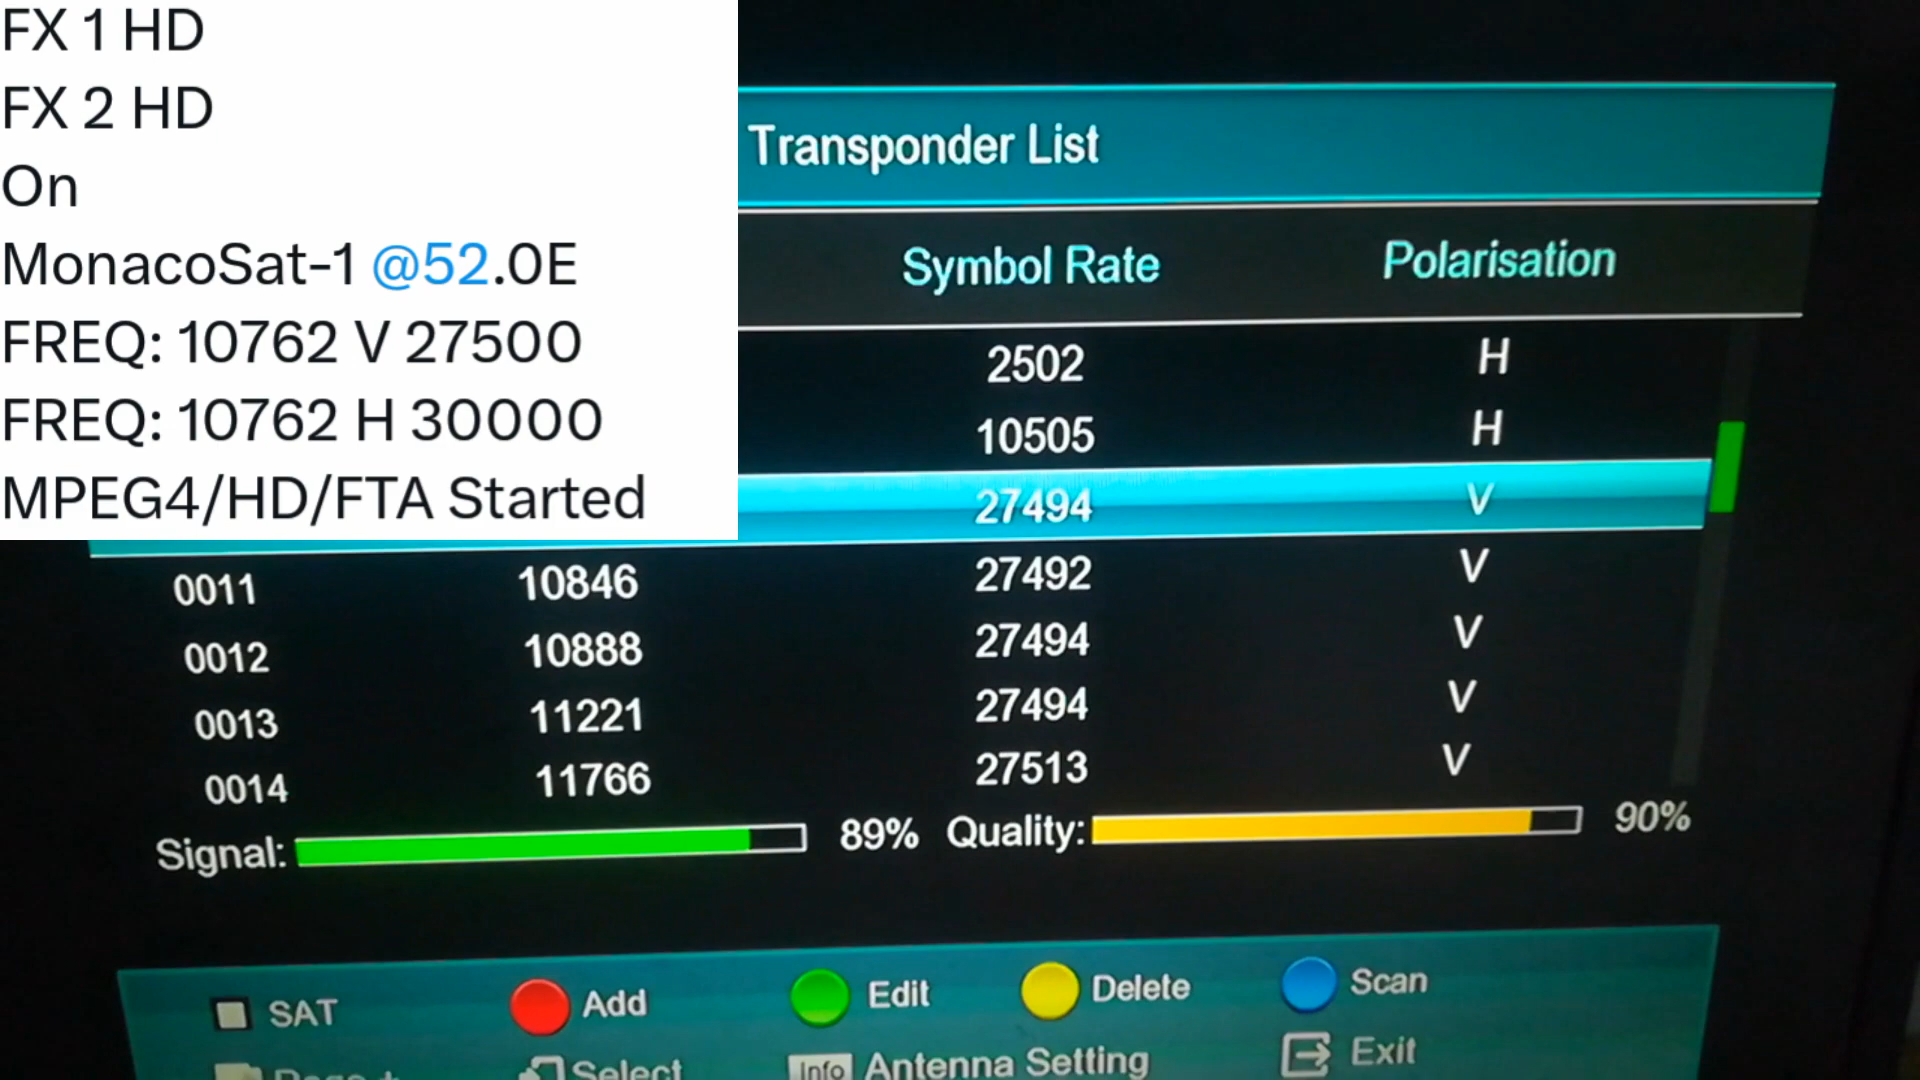 FX 1 HD
FX 2 HD
On
MonacoSat-1 @52.0E
FREQ: 10762 V 27500
FREQ: 10762 H 30000
MPEG4/HD/FTA Started
Transponder List
Symbol Rate Polarisation
2502 H
10505 H
27494 V
0011 10846 27492 V
0012 10888 27494 V
0013 11221 27494 V
0014 11766 27513 V
Signal: 89% Quality: 90%
SAT Add Edit Delete Scan
Page + Select Info Antenna Setting Exit